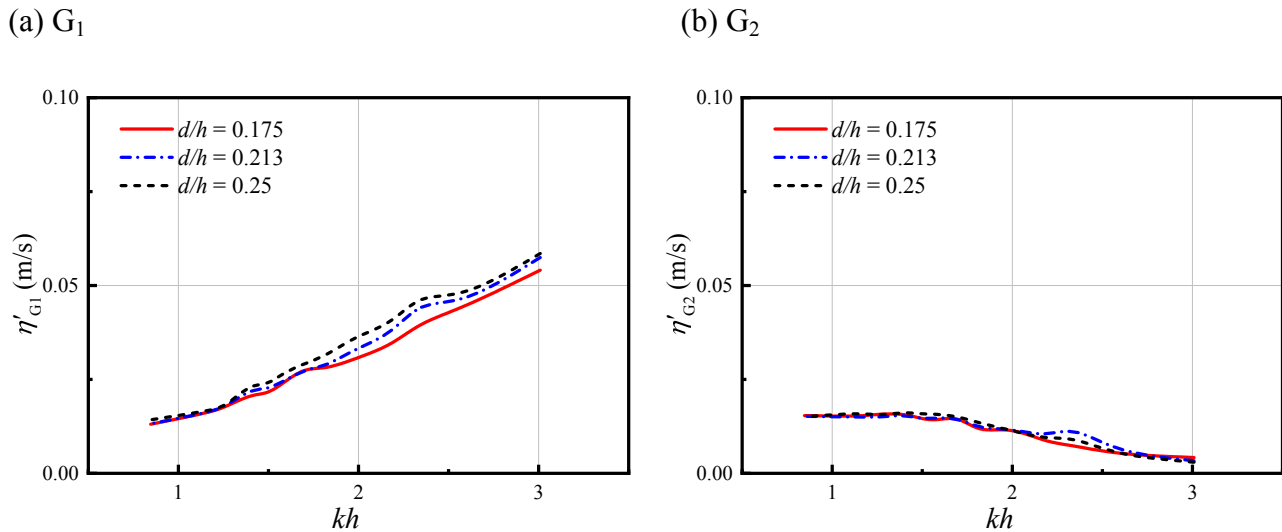 (a) G₁
0.10
0.05
0.00
η′G1 (m/s)
d/h = 0.175
d/h = 0.213
d/h = 0.25
1 2 3
kh
(b) G₂
0.10
0.05
0.00
η′G2 (m/s)
d/h = 0.175
d/h = 0.213
d/h = 0.25
1 2 3
kh